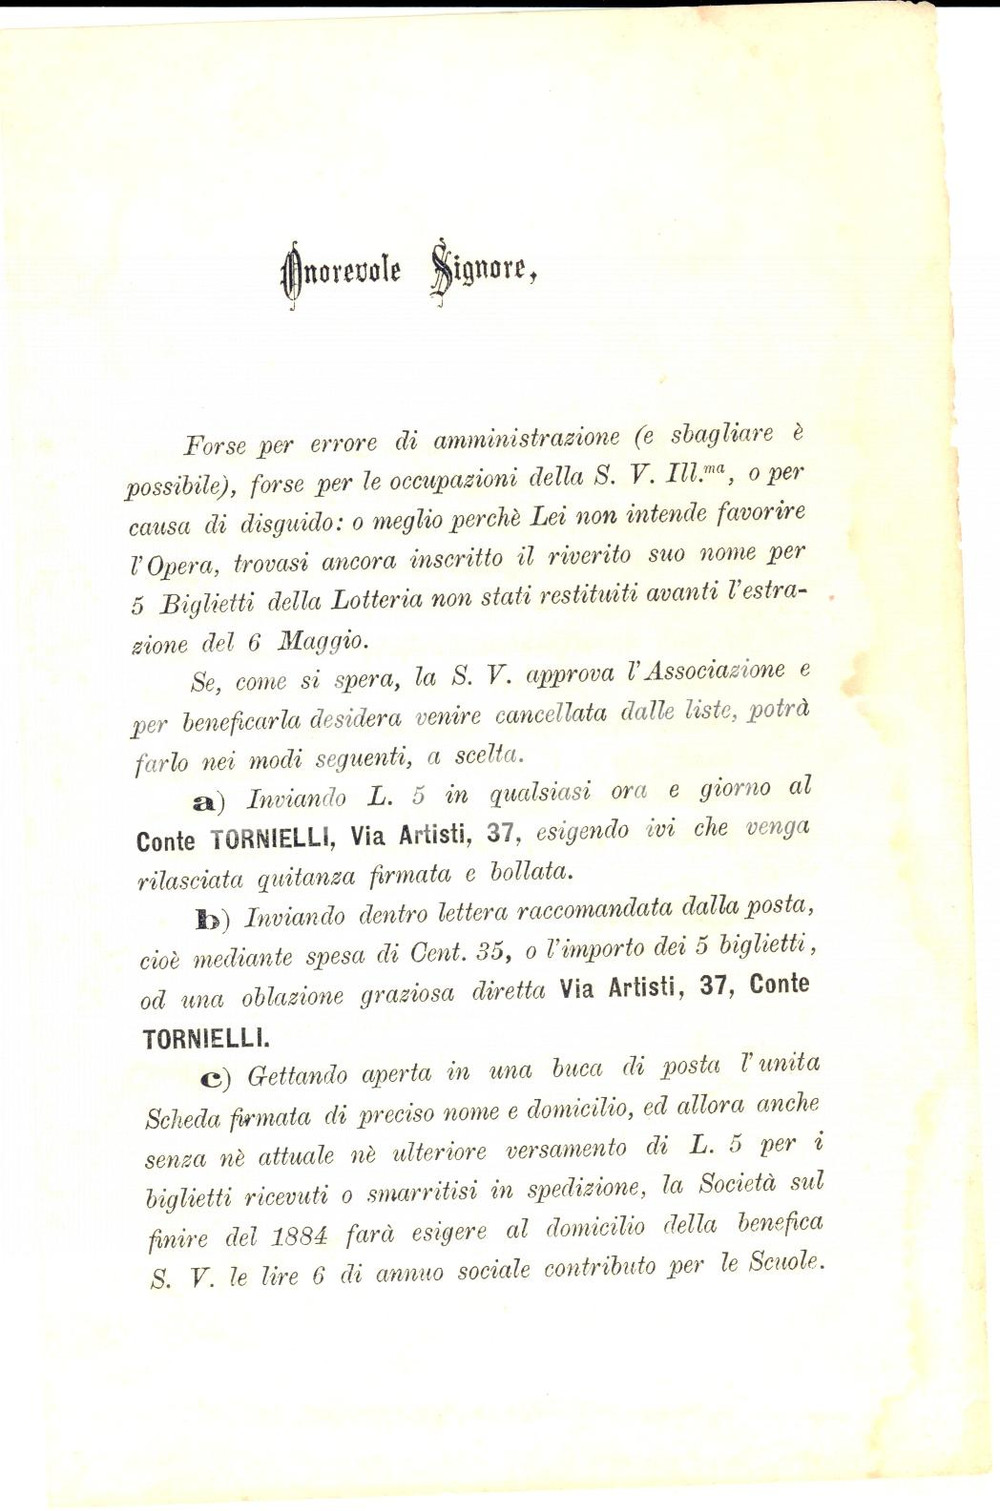 Onorevole Signore,
Forse per errore di amministrazione (e sbagliare è
possibile), forse per le occupazioni della S. V. Ill.ma, o per
causa di disguido: o meglio perchè Lei non intende favorire
l'Opera, trovasi ancora inscritto il riverito suo nome per
5 Biglietti della Lotteria non stati restituiti avanti l'estra-
zione del 6 Maggio.
Se, come si spera, la S. V. approva l'Associazione e
per beneficarla desidera venire cancellata dalle liste, potrà
farlo nei modi seguenti, a scelta.
a) Inviando L. 5 in qualsiasi ora e giorno al
Conte TORNIELLI, Via Artisti, 37, esigendo ivi che venga
rilasciata quitanza firmata e bollata.
b) Inviando dentro lettera raccomandata dalla posta,
cioè mediante spesa di Cent. 35, o l'importo dei 5 biglietti,
od una oblazione graziosa diretta Via Artisti, 37, Conte
TORNIELLI.
c) Gettando aperta in una buca di posta l'unita
Scheda firmata di preciso nome e domicilio, ed allora anche
senza nè attuale nè ulteriore versamento di L. 5 per i
biglietti ricevuti o smarritisi in spedizione, la Società sul
finire del 1884 farà esigere al domicilio della benefica
S. V. le lire 6 di annuo sociale contributo per le Scuole.